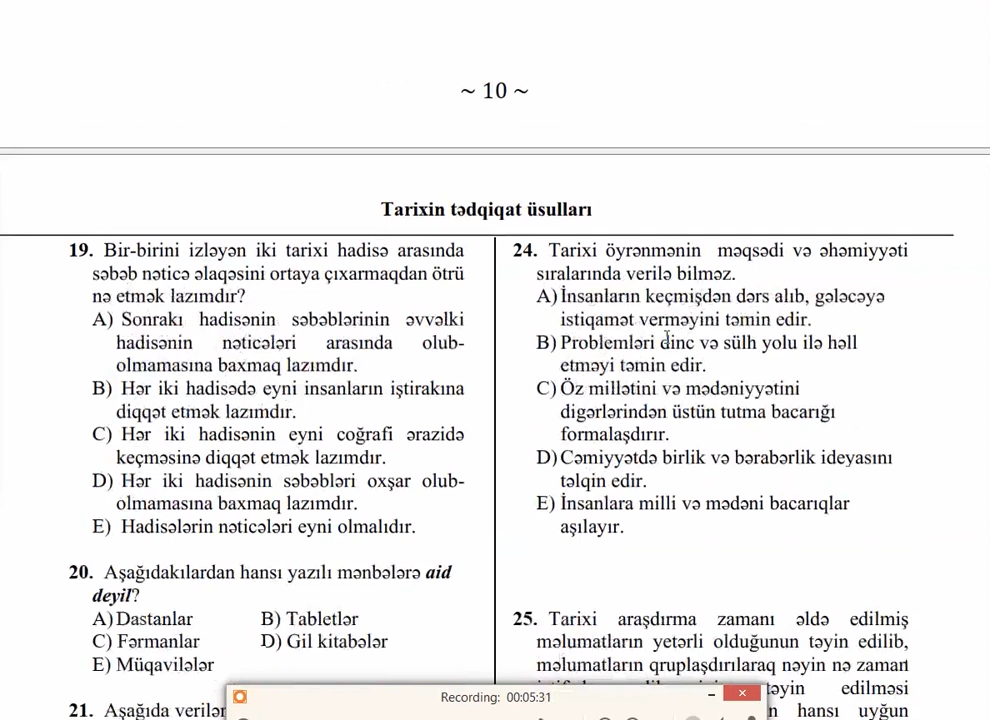 ~ 10 ~
Tarixin tədqiqat üsulları
19. Bir-birini izləyən iki tarixi hadisə arasında
səbəb nəticə əlaqəsini ortaya çıxarmaqdan ötrü
nə etmək lazımdır?
A) Sonrakı hadisənin səbəblərinin əvvəlki
hadisənin nəticələri arasında olub-
olmamasına baxmaq lazımdır.
B) Hər iki hadisədə eyni insanların iştirakına
diqqət etmək lazımdır.
C) Hər iki hadisənin eyni coğrafi ərazidə
keçməsinə diqqət etmək lazımdır.
D) Hər iki hadisənin səbəbləri oxşar olub-
olmamasına baxmaq lazımdır.
E) Hadisələrin nəticələri eyni olmalıdır.
20. Aşağıdakılardan hansı yazılı mənbələrə aid
deyil?
A) Dastanlar B) Tabletlər
C) Fərmanlar D) Gil kitabələr
E) Müqavilələr
21. Aşağıda
24. Tarixi öyrənmənin məqsədi və əhəmiyyəti
sıralarında verilə bilməz.
A) İnsanların keçmişdən dərs alıb, gələcəyə
istiqamət verməyini təmin edir.
B) Problemləri dinc və sülh yolu ilə həll
etməyi təmin edir.
C) Öz millətini və mədəniyyətini
digərlərindən üstün tutma bacarığı
formalaşdırır.
D) Cəmiyyətdə birlik və bərabərlik ideyasını
təlqin edir.
E) İnsanlara milli və mədəni bacarıqlar
aşılayır.
25. Tarixi araşdırma zamanı əldə edilmiş
məlumatların yetərli olduğunun təyin edilib,
məlumatların qruplaşdırılaraq nəyin nə zaman
təyin edilməsi
hansı uyğun
Recording: 00:05:31